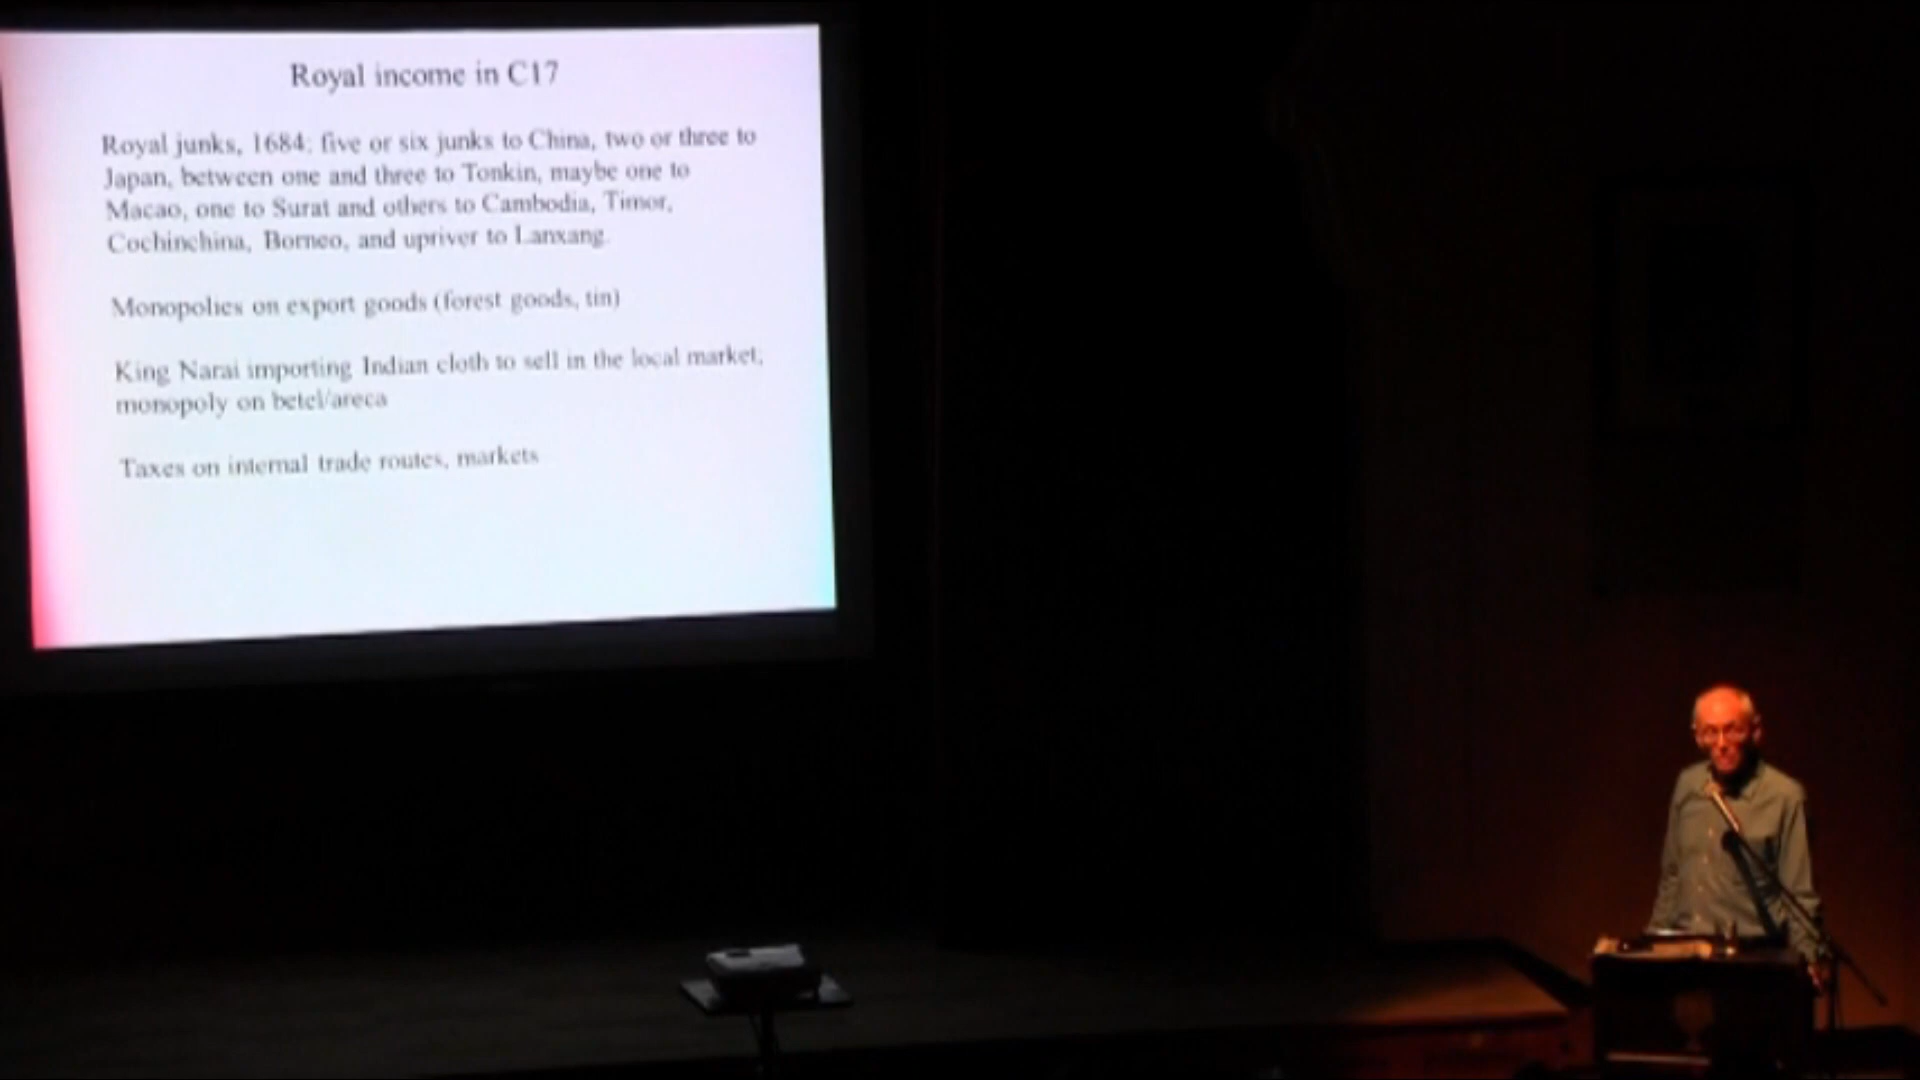 Royal income in C17
Royal junks, 1684: five or six junks to China, two or three to
Japan, between one and three to Tonkin, maybe one to
Macao, one to Surat and others to Cambodia, Timor,
Cochinchina, Borneo, and upriver to Lanxang.
Monopolies on export goods (forest goods, tin)
King Narai importing Indian cloth to sell in the local market;
monopoly on betel/areca
Taxes on internal trade routes, markets